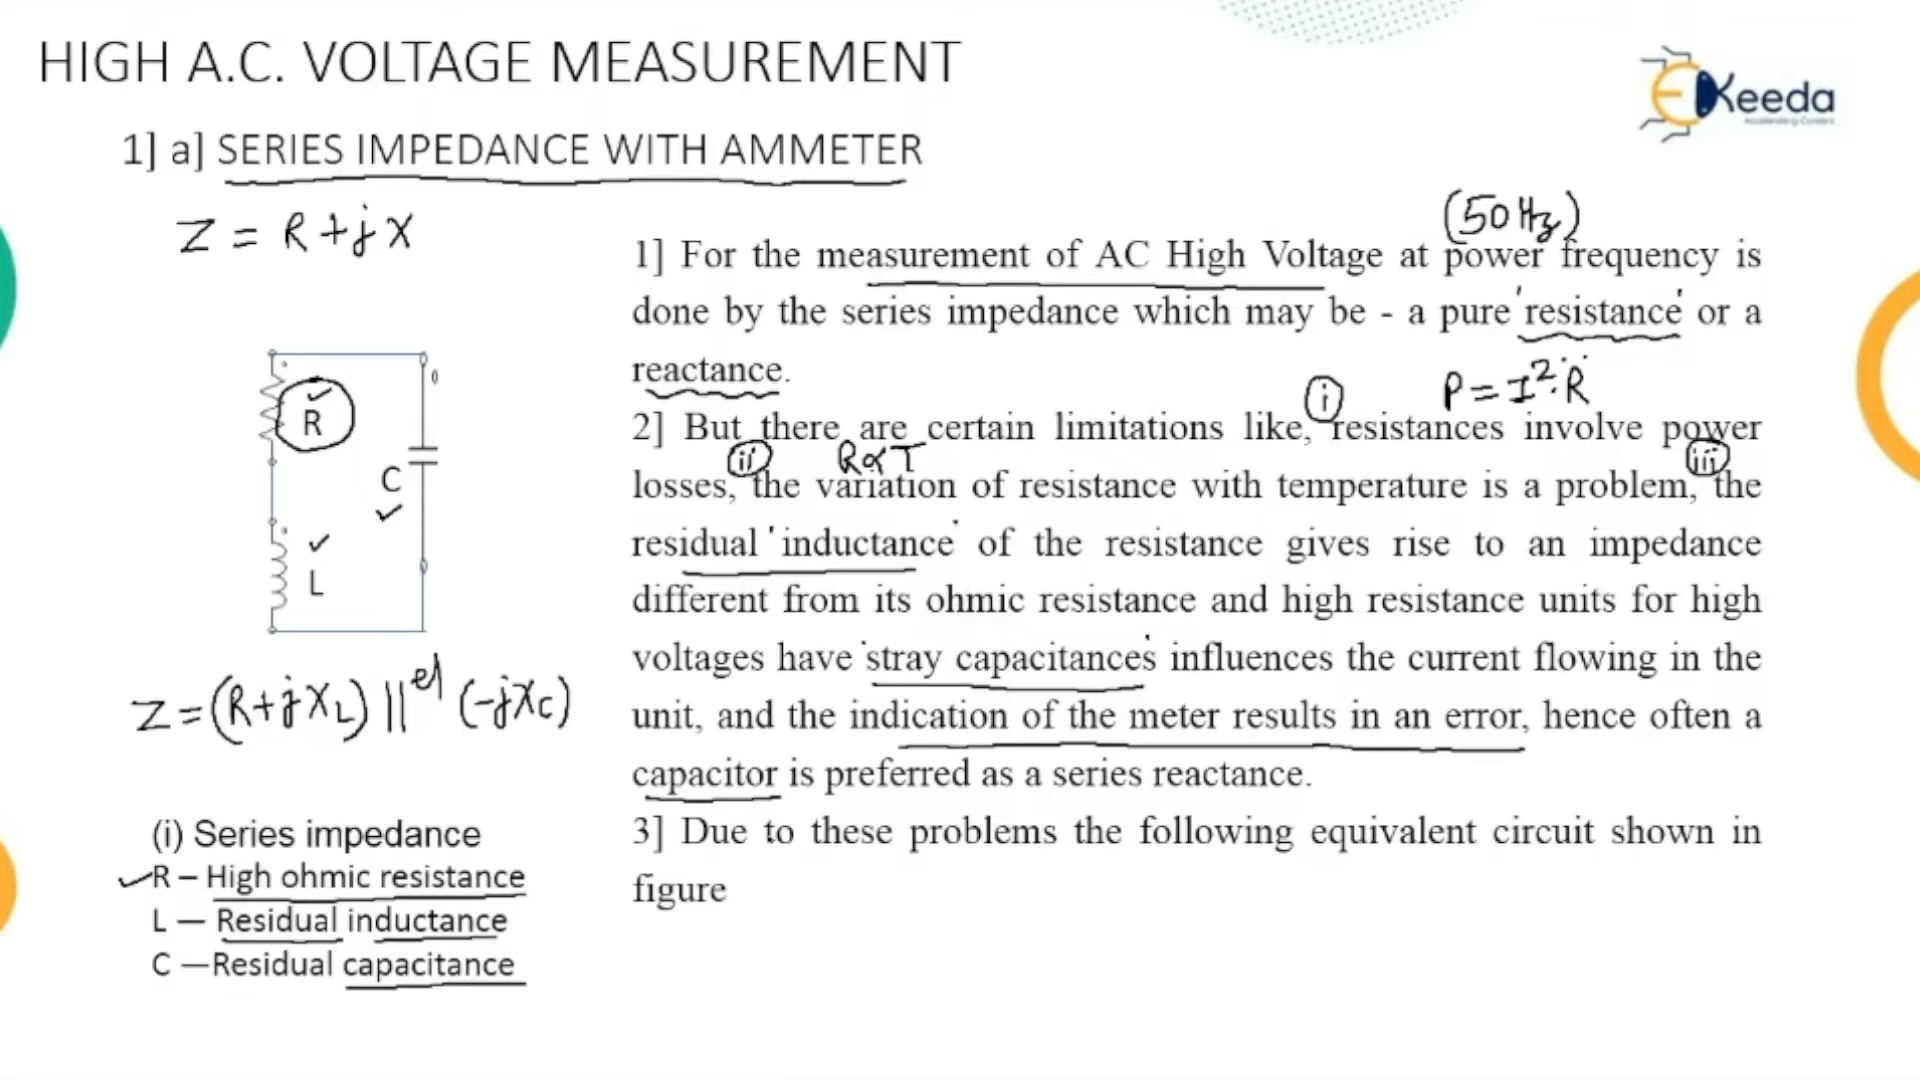 HIGH A.C. VOLTAGE MEASUREMENT
Keeda
1] a] SERIES IMPEDANCE WITH AMMETER
Z = R+jX
(50Hz)
1] For the measurement of AC High Voltage at power frequency is
done by the series impedance which may be - a pure 'resistance' or a
reactance.
(i) P=I².R
2] But there are certain limitations like, resistances involve power
(ii) R∝T (iii)
losses, the variation of resistance with temperature is a problem, the
residual 'inductance' of the resistance gives rise to an impedance
different from its ohmic resistance and high resistance units for high
voltages have 'stray capacitances' influences the current flowing in the
unit, and the indication of the meter results in an error, hence often a
capacitor is preferred as a series reactance.
3] Due to these problems the following equivalent circuit shown in
figure
R
C
L
0
Z=(R+jXL) ||el (-jXc)
(i) Series impedance
R – High ohmic resistance
L — Residual inductance
C —Residual capacitance